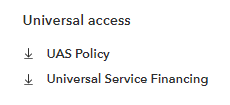 Universal access
UAS Policy
Universal Service Financing